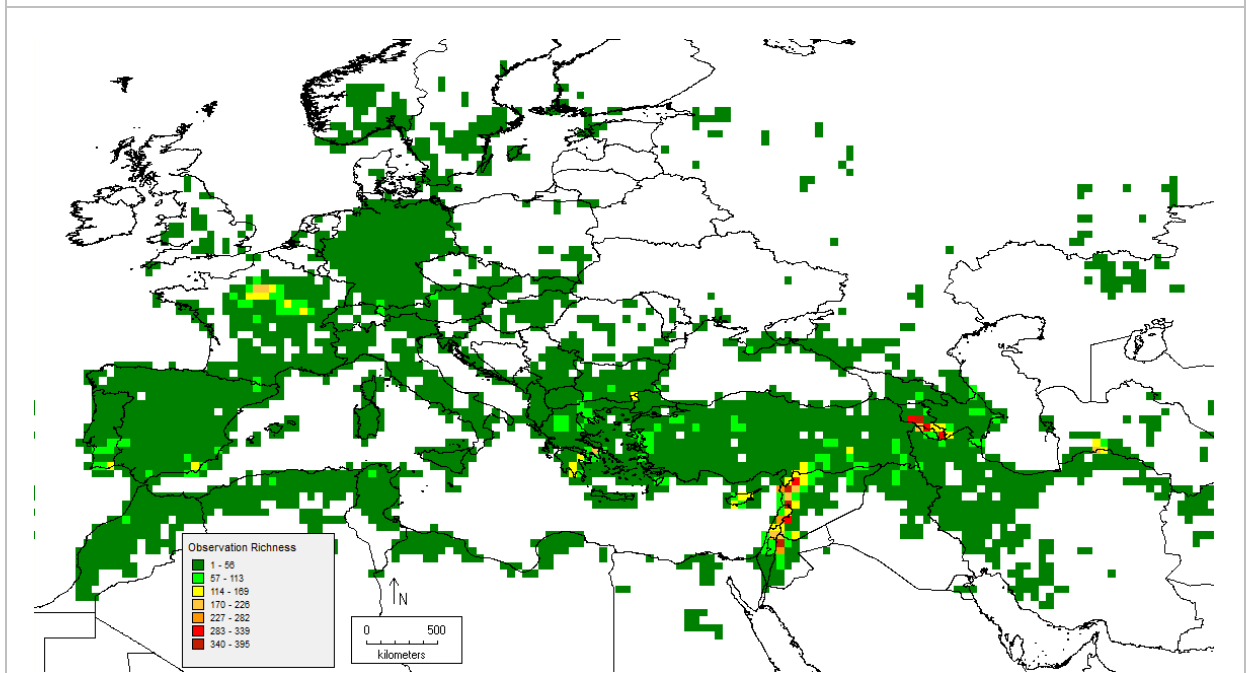 Observation Richness
1 - 56
57 - 113
114 - 169
170 - 226
227 - 282
283 - 339
340 - 395
N
0 500
kilometers